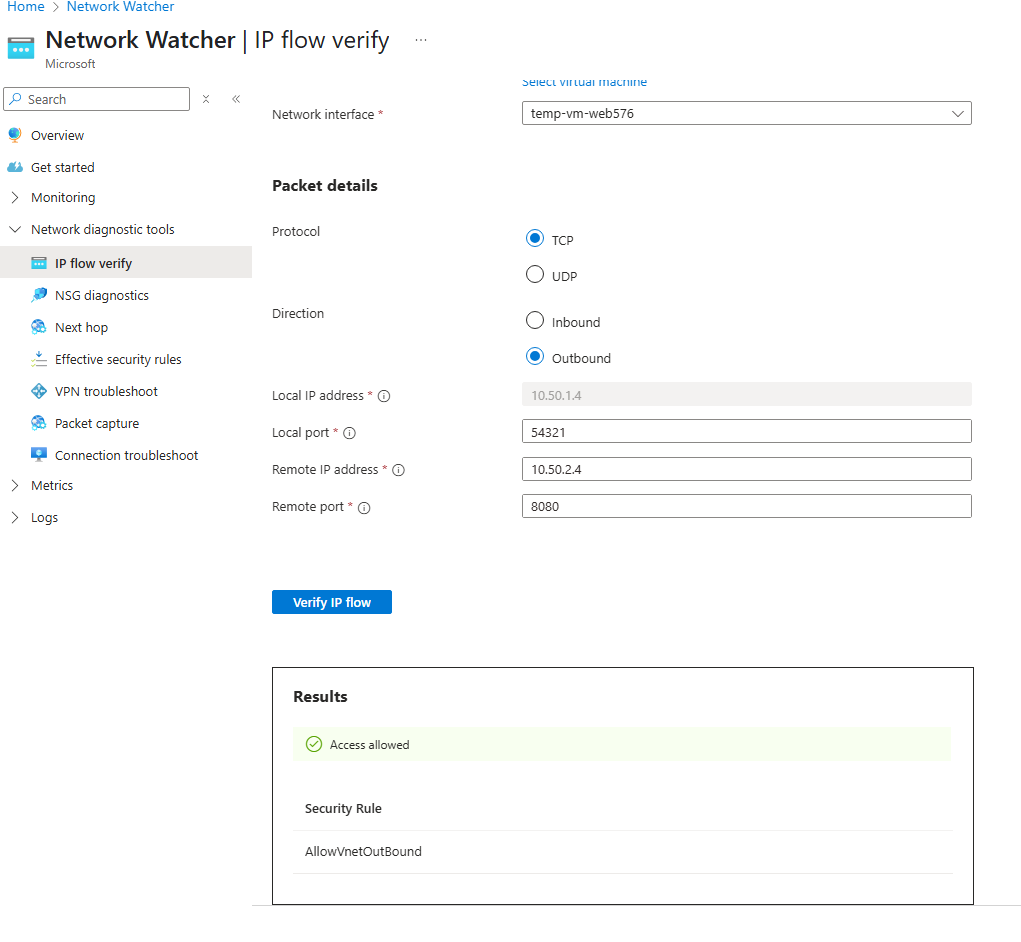 Home > Network Watcher
Network Watcher | IP flow verify ...
Microsoft
Search
Overview
Get started
Monitoring
Network diagnostic tools
IP flow verify
NSG diagnostics
Next hop
Effective security rules
VPN troubleshoot
Packet capture
Connection troubleshoot
Metrics
Logs
Select virtual machine
Network interface * temp-vm-web576
Packet details
Protocol
TCP
UDP
Direction
Inbound
Outbound
Local IP address * 10.50.1.4
Local port * 54321
Remote IP address * 10.50.2.4
Remote port * 8080
Verify IP flow
Results
Access allowed
Security Rule
AllowVnetOutBound